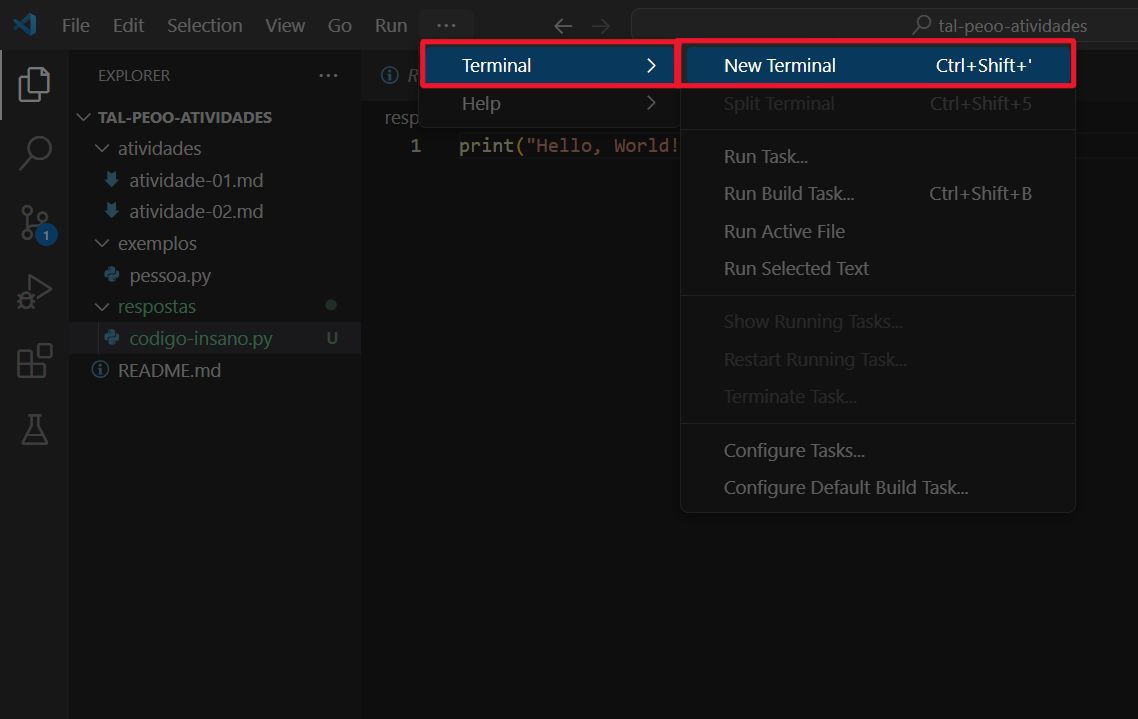 File Edit Selection View Go Run ...
tal-peoo-atividades
EXPLORER ...
TAL-PEOO-ATIVIDADES
atividades
atividade-01.md
atividade-02.md
exemplos
pessoa.py
respostas
codigo-insano.py U
README.md
1
R
resp
1 print("Hello, World!
Terminal
Help
New Terminal Ctrl+Shift+'
Split Terminal Ctrl+Shift+5
Run Task...
Run Build Task... Ctrl+Shift+B
Run Active File
Run Selected Text
Show Running Tasks...
Restart Running Task...
Terminate Task...
Configure Tasks...
Configure Default Build Task...